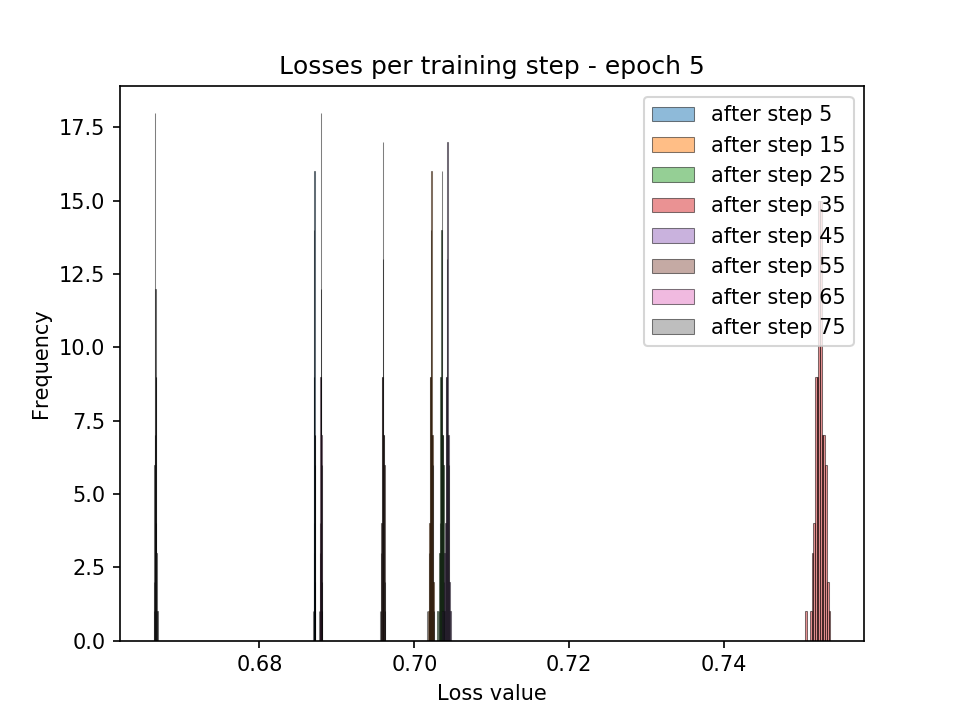 Losses per training step - epoch 5
after step 5
after step 15
after step 25
after step 35
after step 45
after step 55
after step 65
after step 75
17.5
15.0
12.5
10.0
7.5
5.0
2.5
0.0
Frequency
0.68 0.70 0.72 0.74
Loss value